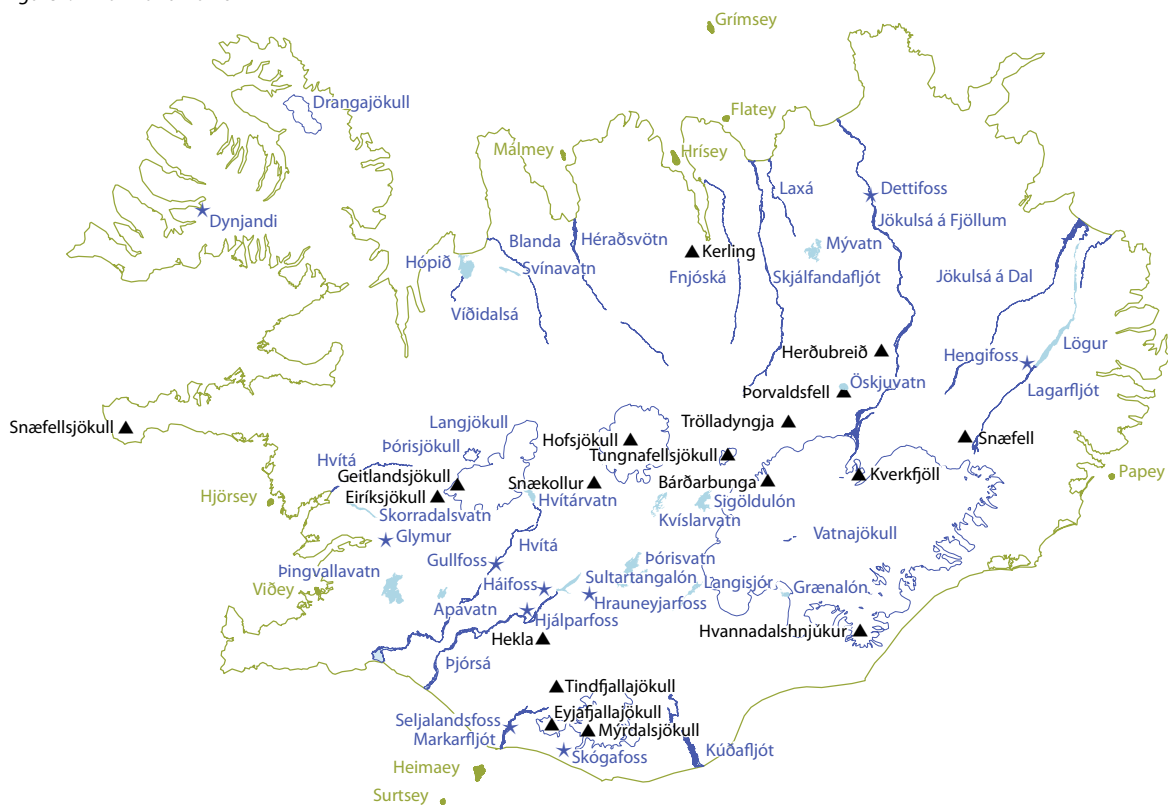 Grímsey
Drangajökull
Flatey
Málmey
Hrísey
Laxá
Dettifoss
Dynjandi
Jökulsá á Fjöllum
Blanda
Héraðsvötn
Mývatn
Kerling
Hópið
Svínavatn
Fnjóská
Skjálfandafljót
Jökulsá á Dal
Víðidalsá
Herðubreið
Lögur
Hengifoss
Öskjuvatn
Þorvaldsfell
Lagarfljót
Langjökull
Trölladyngja
Snæfellsjökull
Hofsjökull
Snæfell
Þórisjökull
Tungnafellsjökull
Hvítá
Geitlandsjökull
Kverkfjöll
Papey
Snækollur
Bárðarbunga
Eiríksjökull
Hvítárvatn
Sigöldulón
Hjörsey
Skorradalsvatn
Kvíslarvatn
Glymur
Hvítá
Vatnajökull
Gullfoss
Þórisvatn
Þingvallavatn
Sultartangalón
Langisjór
Viðey
Háifoss
Grænalón
Apavatn
Hrauneyjarfoss
Hjálparfoss
Hvannadalshnjúkur
Hekla
Þjórsá
Tindfjallajökull
Eyjafjallajökull
Seljalandsfoss
Mýrdalsjökull
Markarfljót
Kúðafljót
Skógafoss
Heimaey
Surtsey